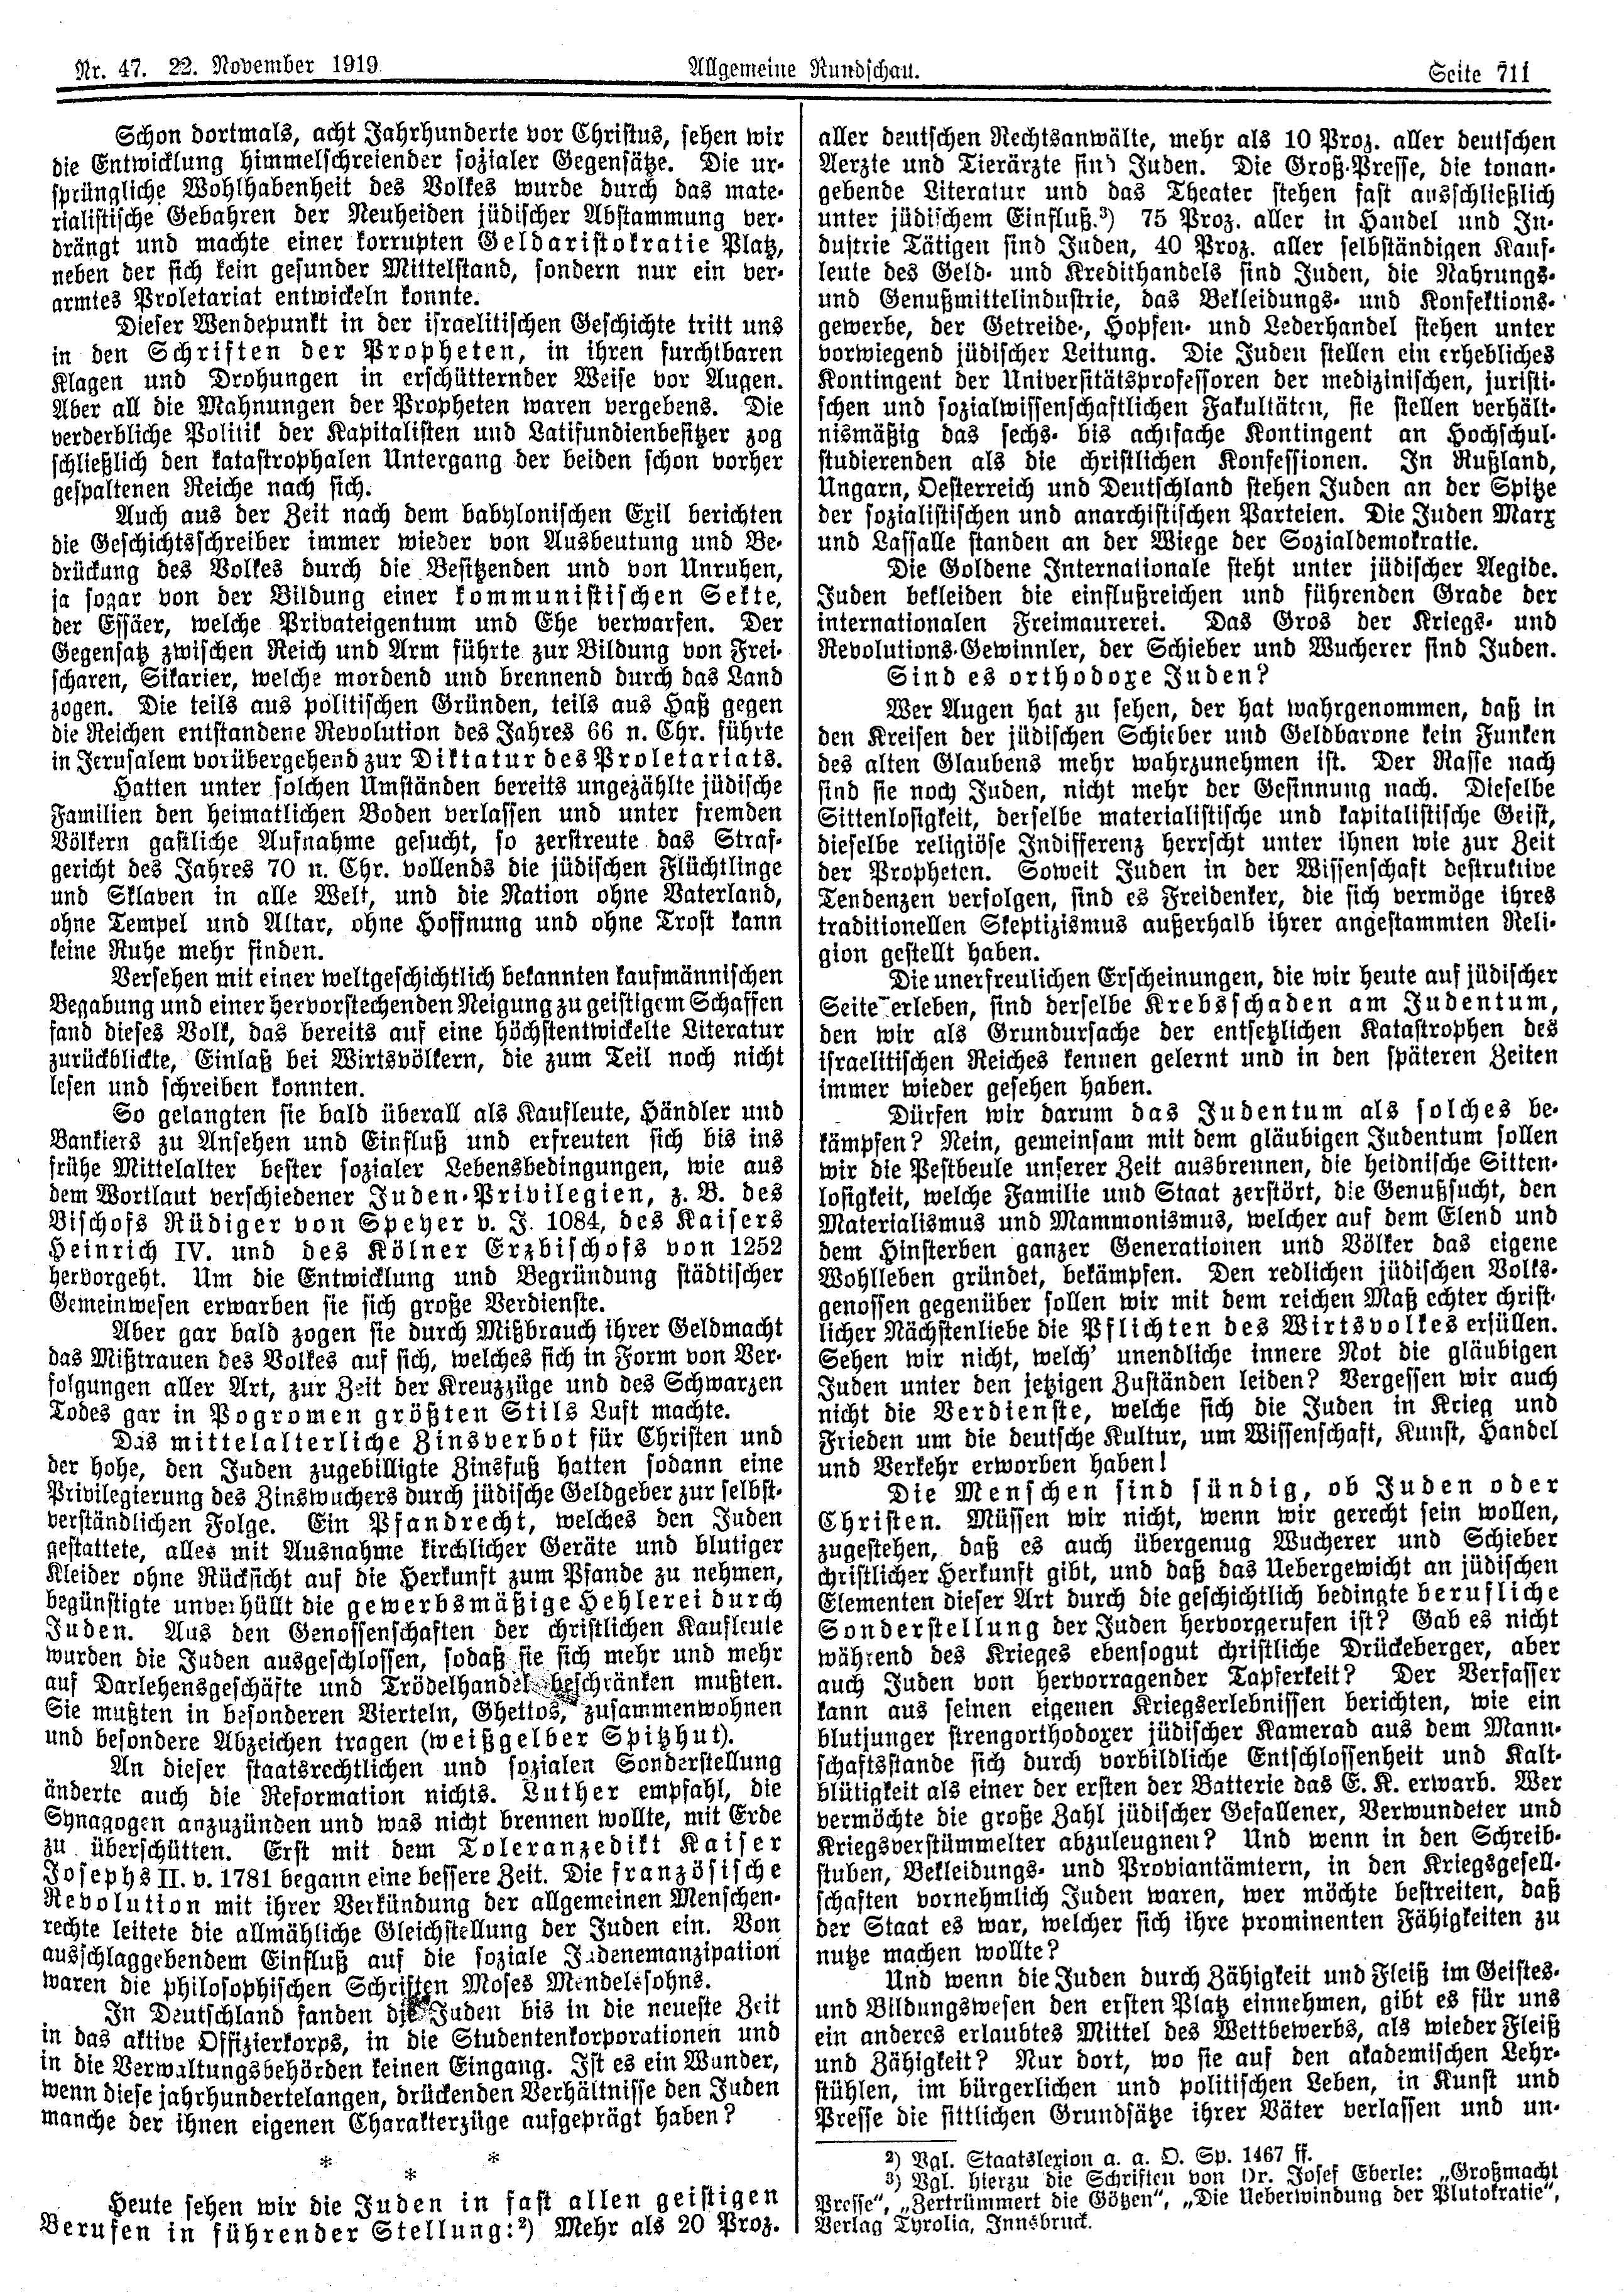 Nr. 47. 22. November 1919
Allgemeine Rundschau.
Seite 711
Schon dortmals, acht Jahrhunderte vor Christus, sehen wir
die Entwicklung himmelschreiender sozialer Gegensätze. Die ur-
sprüngliche Wohlhabenheit des Volkes wurde durch das mate-
rialistische Gebahren der Neuheiden jüdischer Abstammung ver-
drängt und machte einer korrupten Geldaristokratie Platz,
neben der sich kein gesunder Mittelstand, sondern nur ein ver-
armtes Proletariat entwickeln konnte.
Dieser Wendepunkt in der israelitischen Geschichte tritt uns
in den Schriften der Propheten, in ihren furchtbaren
Klagen und Drohungen in erschütternder Weise vor Augen.
Aber all die Mahnungen der Propheten waren vergebens. Die
verderbliche Politik der Kapitalisten und Latifundienbesitzer zog
schließlich den katastrophalen Untergang der beiden schon vorher
gespaltenen Reiche nach sich.
Auch aus der Zeit nach dem babylonischen Exil berichten
die Geschichtsschreiber immer wieder von Ausbeutung und Be-
drückung des Volkes durch die Besitzenden und von Unruhen,
ja sogar von der Bildung einer kommunistischen Sekte,
der Essäer, welche Privateigentum und Ehe verwarfen. Der
Gegensatz zwischen Reich und Arm führte zur Bildung von Frei-
scharen, Sikarier, welche mordend und brennend durch das Land
zogen. Die teils aus politischen Gründen, teils aus Haß gegen
die Reichen entstandene Revolution des Jahres 66 n. Chr. führte
in Jerusalem vorübergehend zur Diktatur des Proletariats.
Hatten unter solchen Umständen bereits ungezählte jüdische
Familien den heimatlichen Boden verlassen und unter fremden
Völkern gastliche Aufnahme gesucht, so zerstreute das Straf-
gericht des Jahres 70 n. Chr. vollends die jüdischen Flüchtlinge
und Sklaven in alle Welt, und die Nation ohne Vaterland,
ohne Tempel und Altar, ohne Hoffnung und ohne Trost kann
keine Ruhe mehr finden.
Versehen mit einer weltgeschichtlich bekannten kaufmännischen
Begabung und einer hervorstechenden Neigung zu geistigem Schaffen
fand dieses Volk, das bereits auf eine höchstentwickelte Literatur
zurückblickte, Einlaß bei Wirtsvölkern, die zum Teil noch nicht
lesen und schreiben konnten.
So gelangten sie bald überall als Kaufleute, Händler und
Bankiers zu Ansehen und Einfluß und erfreuten sich bis ins
frühe Mittelalter bester sozialer Lebensbedingungen, wie aus
dem Wortlaut verschiedener Juden-Privilegien, z. B. des
Bischofs Rüdiger von Speyer v. J. 1084, des Kaisers
Heinrich IV. und des Kölner Erzbischofs von 1252
hervorgeht. Um die Entwicklung und Begründung städtischer
Gemeinwesen erwarben sie sich große Verdienste.
Aber gar bald zogen sie durch Mißbrauch ihrer Geldmacht
das Mißtrauen des Volkes auf sich, welches sich in Form von Ver-
folgungen aller Art, zur Zeit der Kreuzzüge und des Schwarzen
Todes gar in Pogromen größten Stils Luft machte.
Das mittelalterliche Zinsverbot für Christen und
der hohe, den Juden zugebilligte Zinsfuß hatten sodann eine
Privilegierung des Zinswuchers durch jüdische Geldgeber zur selbst-
verständlichen Folge. Ein Pfandrecht, welches den Juden
gestattete, alles mit Ausnahme kirchlicher Geräte und blutiger
Kleider ohne Rücksicht auf die Herkunft zum Pfande zu nehmen,
begünstigte unverhüllt die gewerbsmäßige Hehlerei durch
Juden. Aus den Genossenschaften der christlichen Kaufleute
wurden die Juden ausgeschlossen, sodaß sie sich mehr und mehr
auf Darlehensgeschäfte und Trödelhandel beschränken mußten.
Sie mußten in besonderen Vierteln, Ghettos, zusammenwohnen
und besondere Abzeichen tragen (weißgelber Spitzhut).
An dieser staatsrechtlichen und sozialen Sonderstellung
änderte auch die Reformation nichts. Luther empfahl, die
Synagogen anzuzünden und was nicht brennen wollte, mit Erde
zu überschütten. Erst mit dem Toleranzedikt Kaiser
Josephs II. v. 1781 begann eine bessere Zeit. Die französische
Revolution mit ihrer Verkündung der allgemeinen Menschen-
rechte leitete die allmähliche Gleichstellung der Juden ein. Von
ausschlaggebendem Einfluß auf die soziale Judenemanzipation
waren die philosophischen Schriften Moses Mendelssohns.
In Deutschland fanden die Juden bis in die neueste Zeit
in das aktive Offizierkorps, in die Studentenkorporationen und
in die Verwaltungsbehörden keinen Eingang. Ist es ein Wunder,
wenn diese jahrhundertelangen, drückenden Verhältnisse den Juden
manche der ihnen eigenen Charakterzüge aufgeprägt haben?
* * *
Heute sehen wir die Juden in fast allen geistigen
Berufen in führender Stellung:²) Mehr als 20 Proz.
aller deutschen Rechtsanwälte, mehr als 10 Proz. aller deutschen
Aerzte und Tierärzte sind Juden. Die Groß-Presse, die tonan-
gebende Literatur und das Theater stehen fast ausschließlich
unter jüdischem Einfluß.³) 75 Proz. aller in Handel und In-
dustrie Tätigen sind Juden, 40 Proz. aller selbständigen Kauf-
leute des Geld- und Kredithandels sind Juden, die Nahrungs-
und Genußmittelindustrie, das Bekleidungs- und Konfektions-
gewerbe, der Getreide-, Hopfen- und Lederhandel stehen unter
vorwiegend jüdischer Leitung. Die Juden stellen ein erhebliches
Kontingent der Universitätsprofessoren der medizinischen, juristi-
schen und sozialwissenschaftlichen Fakultäten, sie stellen verhält-
nismäßig das sechs- bis achtfache Kontingent an Hochschul-
studierenden als die christlichen Konfessionen. In Rußland,
Ungarn, Oesterreich und Deutschland stehen Juden an der Spitze
der sozialistischen und anarchistischen Parteien. Die Juden Marx
und Lassalle standen an der Wiege der Sozialdemokratie.
Die Goldene Internationale steht unter jüdischer Aegide.
Juden bekleiden die einflußreichen und führenden Grade der
internationalen Freimaurerei. Das Gros der Kriegs- und
Revolutions-Gewinnler, der Schieber und Wucherer sind Juden.
Sind es orthodoxe Juden?
Wer Augen hat zu sehen, der hat wahrgenommen, daß in
den Kreisen der jüdischen Schieber und Geldbarone kein Funken
des alten Glaubens mehr wahrzunehmen ist. Der Rasse nach
sind sie noch Juden, nicht mehr der Gesinnung nach. Dieselbe
Sittenlosigkeit, derselbe materialistische und kapitalistische Geist,
dieselbe religiöse Indifferenz herrscht unter ihnen wie zur Zeit
der Propheten. Soweit Juden in der Wissenschaft destruktive
Tendenzen verfolgen, sind es Freidenker, die sich vermöge ihres
traditionellen Skeptizismus außerhalb ihrer angestammten Reli-
gion gestellt haben.
Die unerfreulichen Erscheinungen, die wir heute auf jüdischer
Seite erleben, sind derselbe Krebsschaden am Judentum,
den wir als Grundursache der entsetzlichen Katastrophen des
israelitischen Reiches kennen gelernt und in den späteren Zeiten
immer wieder gesehen haben.
Dürfen wir darum das Judentum als solches be-
kämpfen? Nein, gemeinsam mit dem gläubigen Judentum sollen
wir die Pestbeule unserer Zeit ausbrennen, die heidnische Sitten-
losigkeit, welche Familie und Staat zerstört, die Genußsucht, den
Materialismus und Mammonismus, welcher auf dem Elend und
dem Hinsterben ganzer Generationen und Völker das eigene
Wohlleben gründet, bekämpfen. Den redlichen jüdischen Volks-
genossen gegenüber sollen wir mit dem reichen Maß echter christ-
licher Nächstenliebe die Pflichten des Wirtsvolkes erfüllen.
Sehen wir nicht, welch' unendliche innere Not die gläubigen
Juden unter den jetzigen Zuständen leiden? Vergessen wir auch
nicht die Verdienste, welche sich die Juden in Krieg und
Frieden um die deutsche Kultur, um Wissenschaft, Kunst, Handel
und Verkehr erworben haben!
Die Menschen sind sündig, ob Juden oder
Christen. Müssen wir nicht, wenn wir gerecht sein wollen,
zugestehen, daß es auch übergenug Wucherer und Schieber
christlicher Herkunft gibt, und daß das Uebergewicht an jüdischen
Elementen dieser Art durch die geschichtlich bedingte berufliche
Sonderstellung der Juden hervorgerufen ist? Gab es nicht
während des Krieges ebensogut christliche Drückeberger, aber
auch Juden von hervorragender Tapferkeit? Der Verfasser
kann aus seinen eigenen Kriegserlebnissen berichten, wie ein
blutjunger strengorthodoxer jüdischer Kamerad aus dem Mann-
schaftsstande sich durch vorbildliche Entschlossenheit und Kalt-
blütigkeit als einer der ersten der Batterie das E. K. erwarb. Wer
vermöchte die große Zahl jüdischer Gefallener, Verwundeter und
Kriegsverstümmelter abzuleugnen? Und wenn in den Schreib-
stuben, Bekleidungs- und Proviantämtern, in den Kriegsgesell-
schaften vornehmlich Juden waren, wer möchte bestreiten, daß
der Staat es war, welcher sich ihre prominenten Fähigkeiten zu
nutze machen wollte?
Und wenn die Juden durch Zähigkeit und Fleiß im Geistes-
und Bildungswesen den ersten Platz einnehmen, gibt es für uns
ein anderes erlaubtes Mittel des Wettbewerbs, als wieder Fleiß
und Zähigkeit? Nur dort, wo sie auf den akademischen Lehr-
stühlen, im bürgerlichen und politischen Leben, in Kunst und
Presse die sittlichen Grundsätze ihrer Väter verlassen und un-
²) Vgl. Staatslexion a. a. O. Sp. 1467 ff.
³) Vgl. hierzu die Schriften von Dr. Josef Eberle: „Großmacht
Presse“, „Zertrümmert die Götzen“, „Die Ueberwindung der Plutokratie“,
Verlag Tyrolia, Innsbruck.